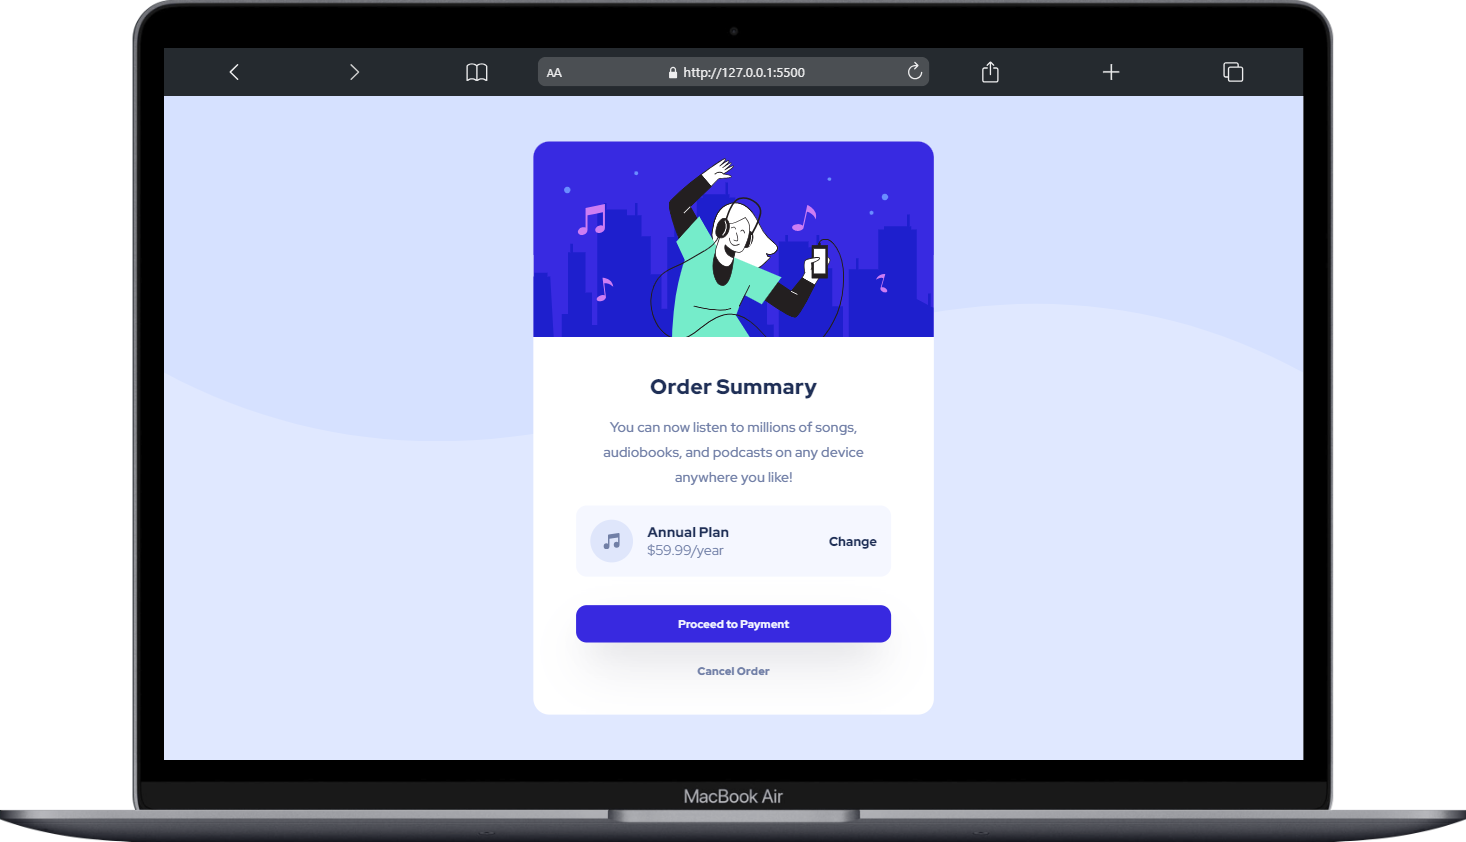 AA
http://127.0.0.1:5500
Order Summary
You can now listen to millions of songs,
audiobooks, and podcasts on any device
anywhere you like!
Annual Plan
$59.99/year
Change
Proceed to Payment
Cancel Order
MacBook Air